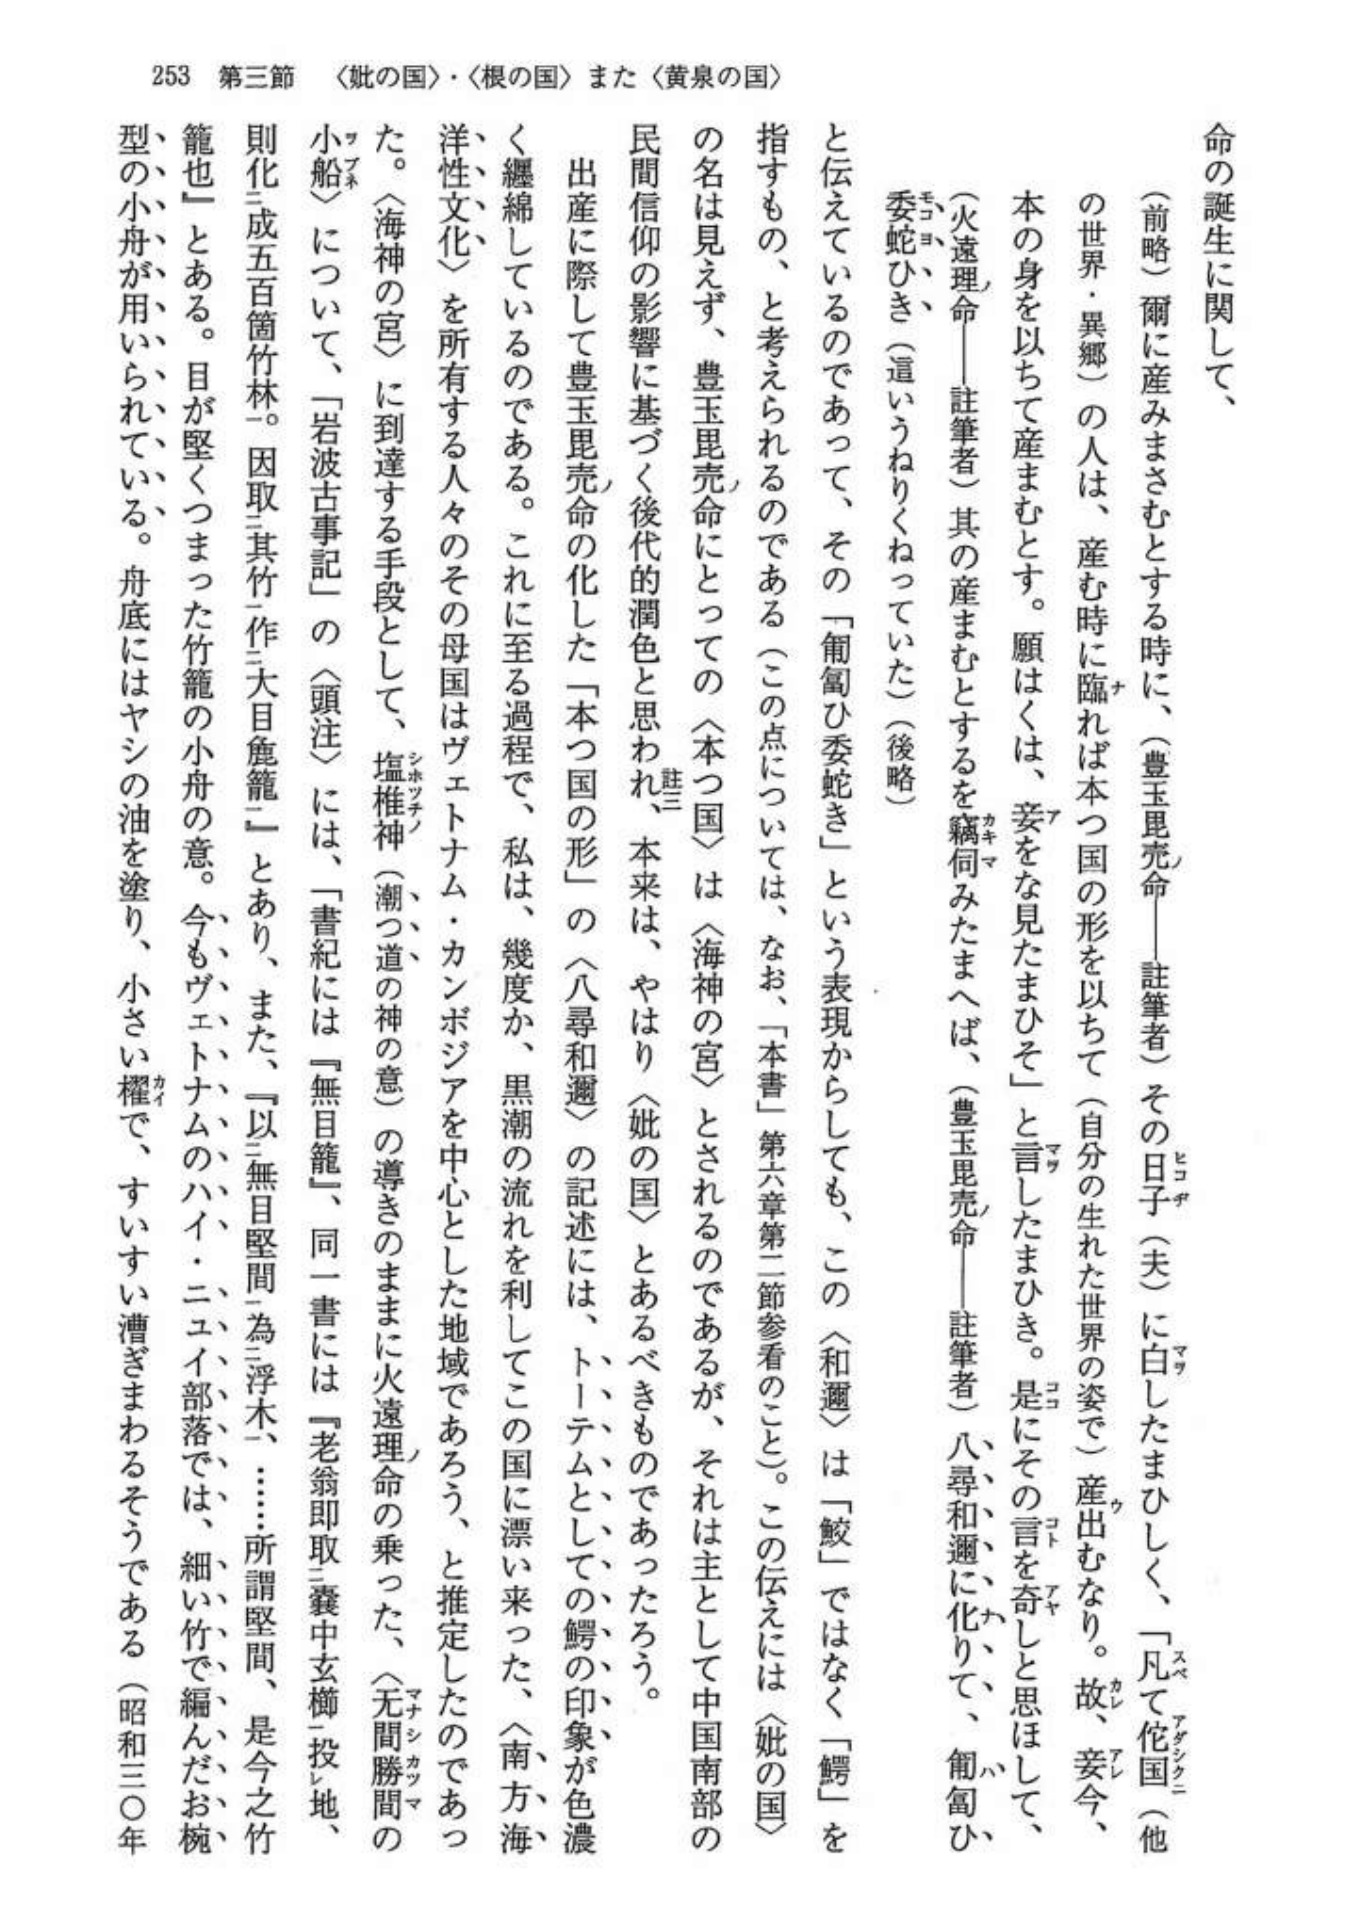 253 第三節 〈妣の国〉・〈根の国〉また〈黄泉の国〉
命の誕生に関して、
(前略)爾に産みまさむとする時に、(豊玉毘売ノ命――註筆者)その日子(夫)に白したまひしく、「凡て佗国(他
の世界・異郷)の人は、産む時に臨れば本つ国の形を以ちて(自分の生れた世界の姿で)産出むなり。故、妾今、
本の身を以ちて産まむとす。願はくは、妾をな見たまひそ」と言したまひき。是にその言を奇しと思ほして、
(火遠理ノ命――註筆者)其の産まむとするを竊伺みたまへば、(豊玉毘売ノ命――註筆者)八尋和邇に化りて、匍匐ひ
委蛇ひき(這いうねりくねっていた)(後略)
と伝えているのであって、その「匍匐ひ委蛇き」という表現からしても、この〈和邇〉は「鮫」ではなく「鰐」を
指すもの、と考えられるのである(この点については、なお、「本書」第六章第二節参看のこと)。この伝えには〈妣の国〉
の名は見えず、豊玉毘売ノ命にとっての〈本つ国〉は〈海神の宮〉とされるのであるが、それは主として中国南部の
民間信仰の影響に基づく後代的潤色と思われ、註三本来は、やはり〈妣の国〉とあるべきものであったろう。
出産に際して豊玉毘売ノ命の化した「本つ国の形」の〈八尋和邇〉の記述には、トーテムとしての鰐の印象が色濃
く纏綿しているのである。これに至る過程で、私は、幾度か、黒潮の流れを利してこの国に漂い来った、〈南方海
洋性文化〉を所有する人々のその母国はヴェトナム・カンボジアを中心とした地域であろう、と推定したのであっ
た。〈海神の宮〉に到達する手段として、塩椎神(潮つ道の神の意)の導きのままに火遠理ノ命の乗った、〈无間勝間の
小船〉について、「岩波古事記」の〈頭注〉には、「書紀には『無目籠』、同一書には『老翁即取㆓嚢中玄櫛㆒投㆑地、
則化㆓成五百箇竹林㆒。因取㆓其竹㆒作㆓大目麁籠㆒』とあり、また、『以㆓無目堅間㆒為㆓浮木㆒、……所謂堅間、是今之竹
籠也』とある。目が堅くつまった竹籠の小舟の意。今もヴェトナムのハイ・ニュイ部落では、細い竹で編んだお椀
型の小舟が用いられている。舟底にはヤシの油を塗り、小さい櫂で、すいすい漕ぎまわるそうである(昭和三〇年